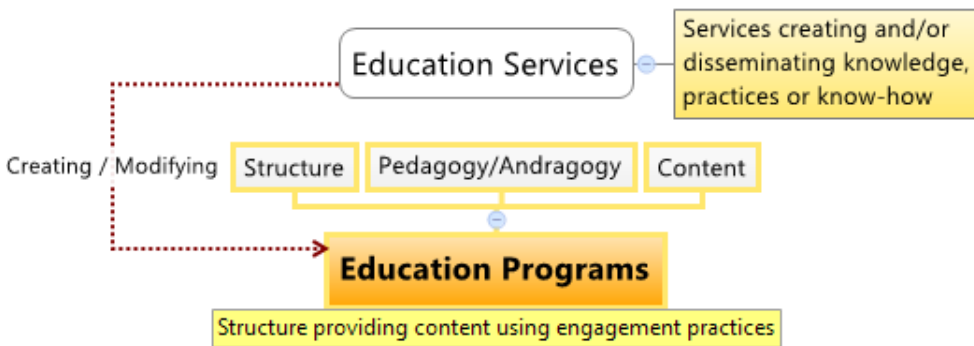 Education Services
Services creating and/or
disseminating knowledge,
practices or know-how
Creating / Modifying
Structure
Pedagogy/Andragogy
Content
Education Programs
Structure providing content using engagement practices